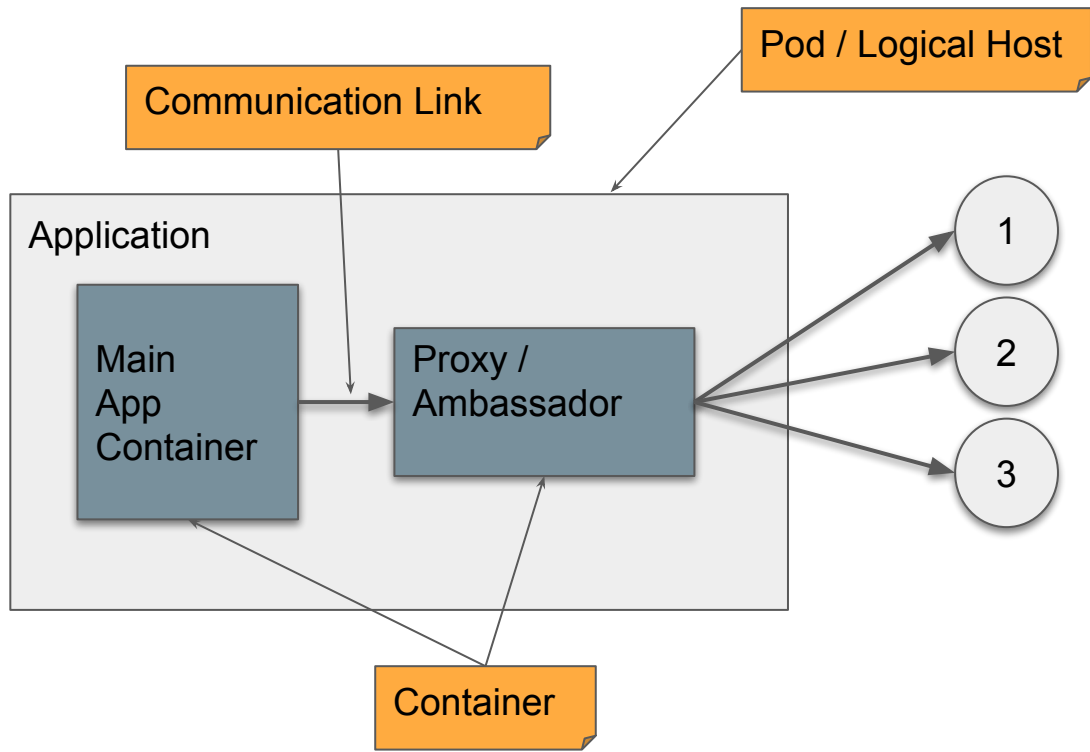 Pod / Logical Host
Communication Link
Application
Main
App
Container
Proxy /
Ambassador
1
2
3
Container